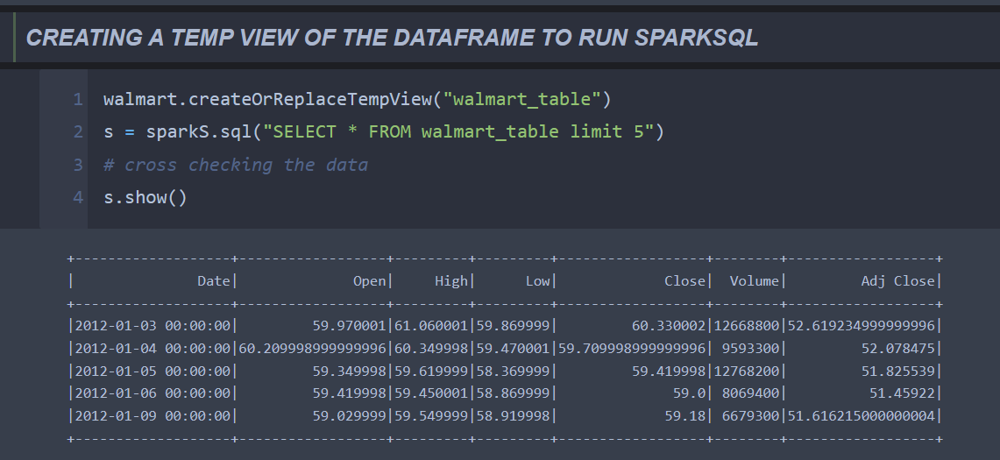 CREATING A TEMP VIEW OF THE DATAFRAME TO RUN SPARKSQL
1 walmart.createOrReplaceTempView("walmart_table")
2 s = sparkS.sql("SELECT * FROM walmart_table limit 5")
3 # cross checking the data
4 s.show()
+-------------------+------------------+---------+---------+------------------+--------+------------------+
|               Date|              Open|     High|      Low|             Close|  Volume|         Adj Close|
+-------------------+------------------+---------+---------+------------------+--------+------------------+
|2012-01-03 00:00:00|         59.970001|61.060001|59.869999|         60.330002|12668800|52.619234999999996|
|2012-01-04 00:00:00|60.209998999999996|60.349998|59.470001|59.709998999999996| 9593300|         52.078475|
|2012-01-05 00:00:00|         59.349998|59.619999|58.369999|         59.419998|12768200|         51.825539|
|2012-01-06 00:00:00|         59.419998|59.450001|58.869999|              59.0| 8069400|          51.45922|
|2012-01-09 00:00:00|         59.029999|59.549999|58.919998|             59.18| 6679300|51.616215000000004|
+-------------------+------------------+---------+---------+------------------+--------+------------------+